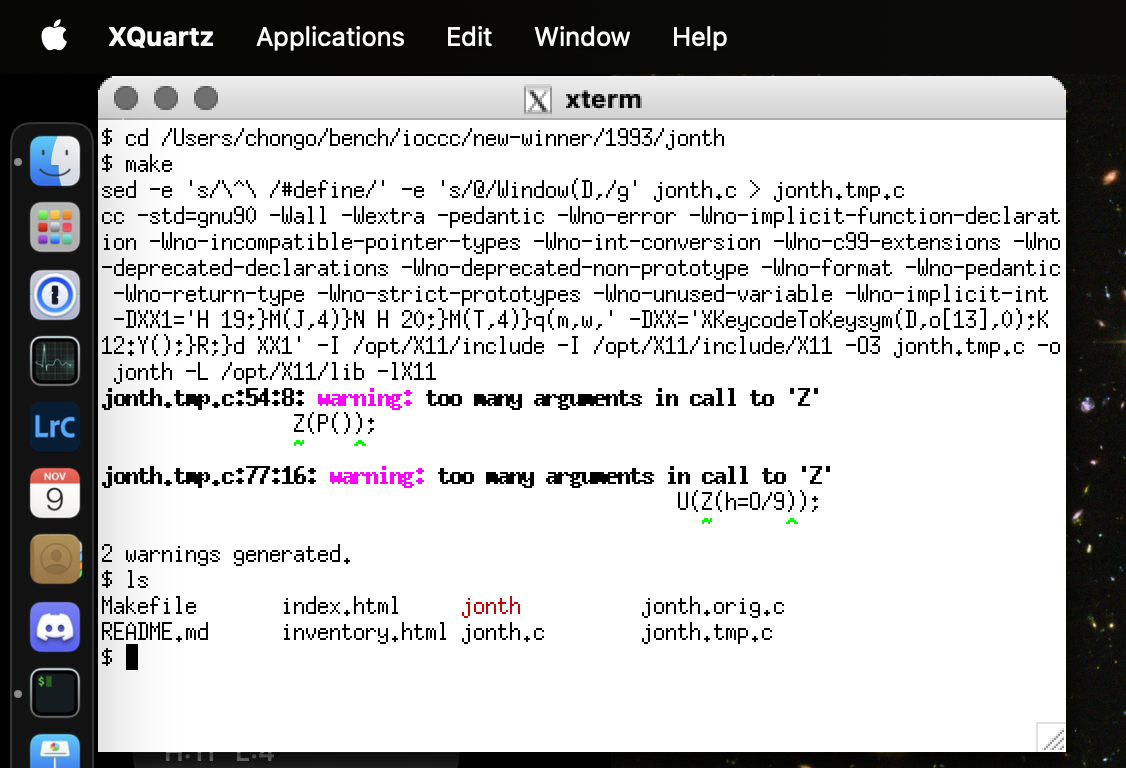 XQuartz Applications Edit Window Help
xterm
$ cd /Users/chongo/bench/ioccc/new-winner/1993/jonth
$ make
sed -e 's/\^\ /#define/' -e 's/@/Window(D,/g' jonth.c > jonth.tmp.c
cc -std=gnu90 -Wall -Wextra -pedantic -Wno-error -Wno-implicit-function-declarat
ion -Wno-incompatible-pointer-types -Wno-int-conversion -Wno-c99-extensions -Wno
-deprecated-declarations -Wno-deprecated-non-prototype -Wno-format -Wno-pedantic
-Wno-return-type -Wno-strict-prototypes -Wno-unused-variable -Wno-implicit-int
-DXX1='H 19;}M(J,4)}N H 20;}M(T,4)}q(m,w,' -DXX='XKeycodeToKeysym(D,o[13],0);K
12:Y();}R;}d XX1' -I /opt/X11/include -I /opt/X11/include/X11 -O3 jonth.tmp.c -o
jonth -L /opt/X11/lib -lX11
jonth.tmp.c:54:8: warning: too many arguments in call to 'Z'
Z(P());
~ ^
jonth.tmp.c:77:16: warning: too many arguments in call to 'Z'
U(Z(h=O/9));
~ ^
2 warnings generated.
$ ls
Makefile index.html jonth jonth.orig.c
README.md inventory.html jonth.c jonth.tmp.c
$
LrC
NOV
9
$